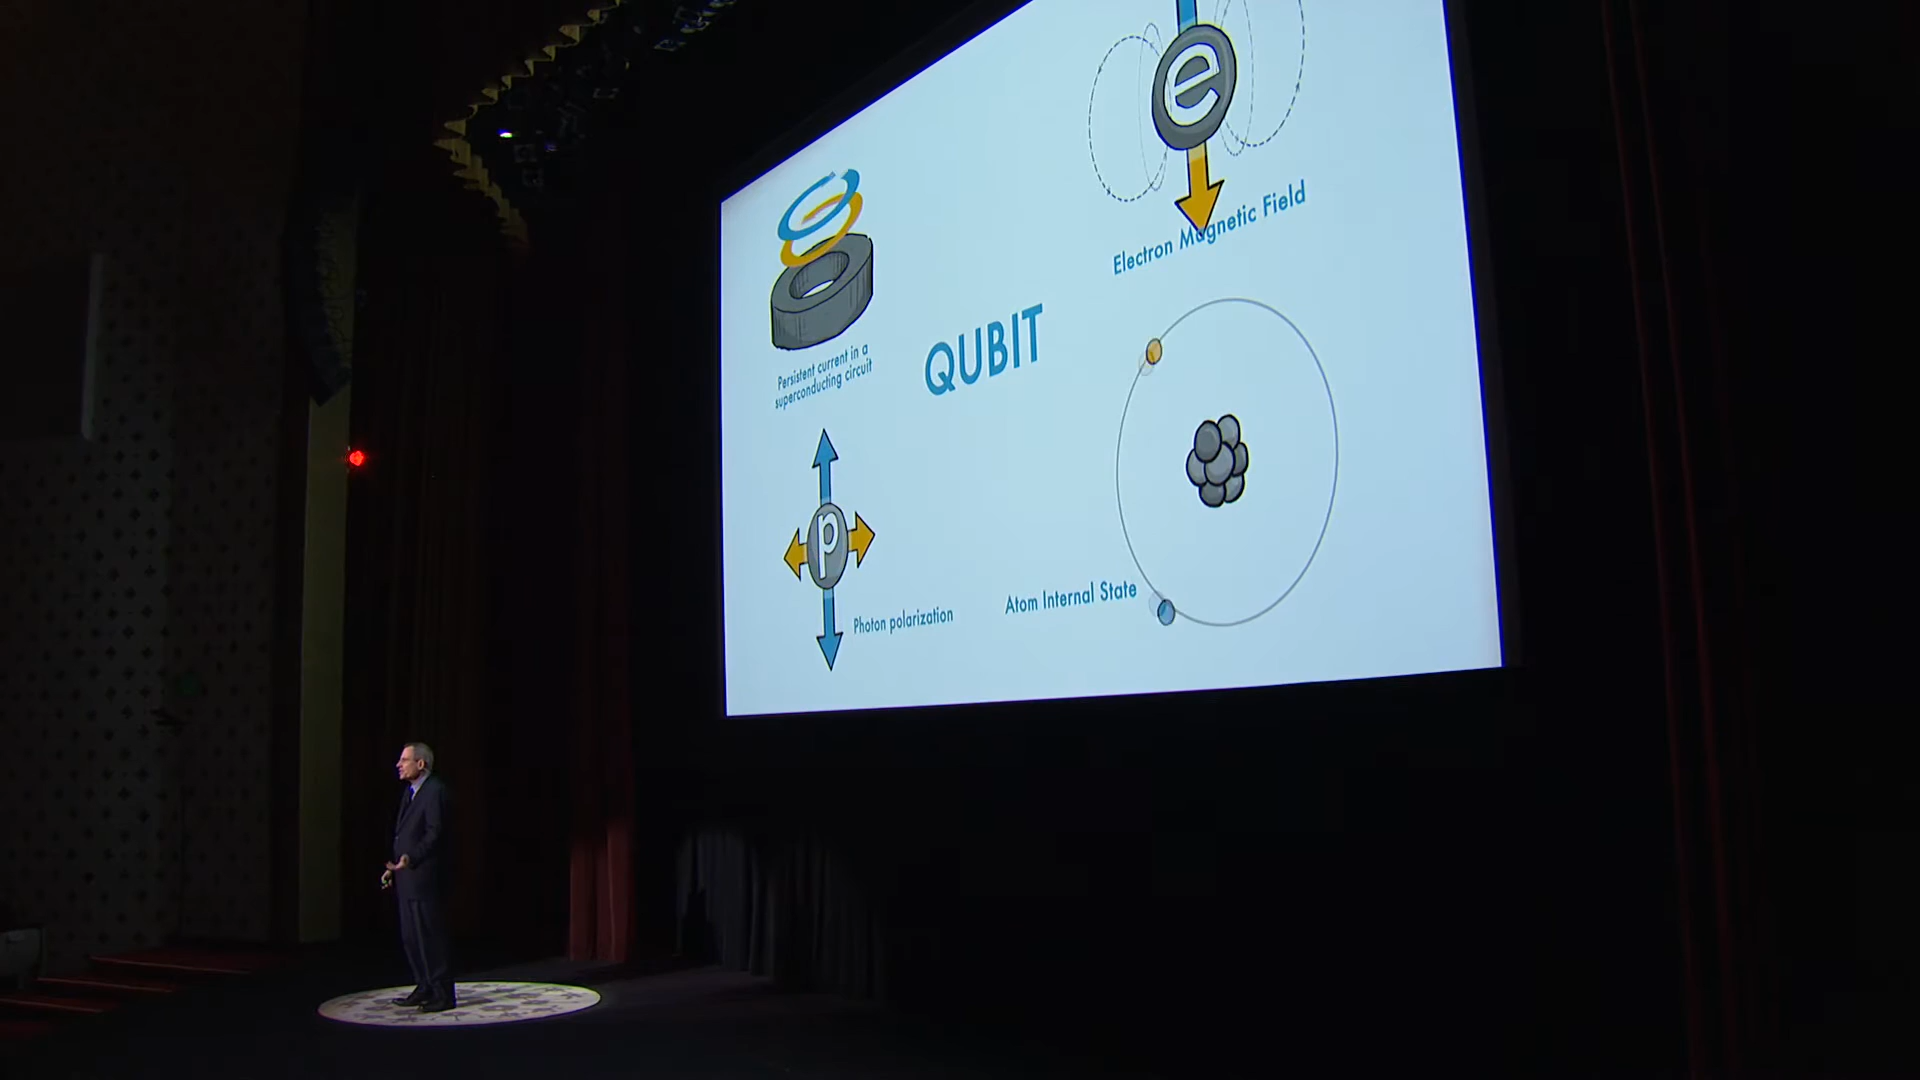 e
Electron Magnetic Field
Persistent current in a
superconducting circuit
QUBIT
p
Photon polarization
Atom Internal State